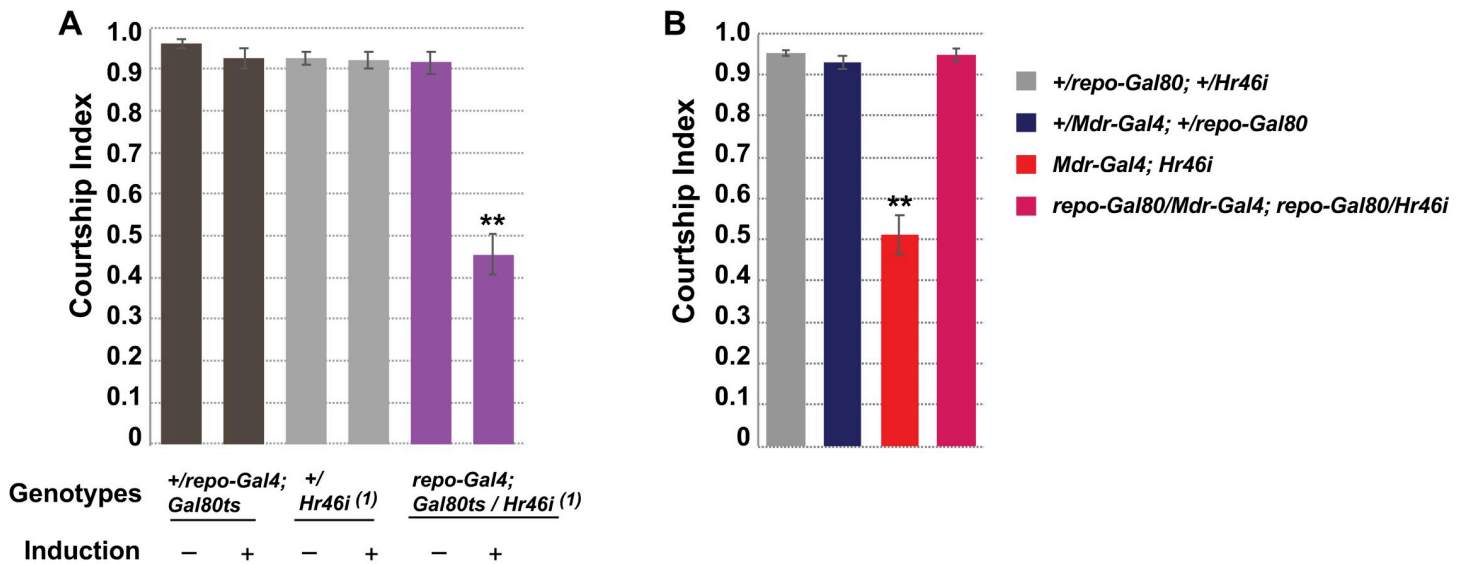 A
Courtship Index
1.0
0.9
0.8
0.7
0.6
0.5
0.4
0.3
0.2
0.1
0
**
Genotypes
+/repo-Gal4;
Gal80ts
+/
Hr46i (1)
repo-Gal4;
Gal80ts / Hr46i (1)
Induction
– + – + – +
B
Courtship Index
1.0
0.9
0.8
0.7
0.6
0.5
0.4
0.3
0.2
0.1
0
**
+/repo-Gal80; +/Hr46i
+/Mdr-Gal4; +/repo-Gal80
Mdr-Gal4; Hr46i
repo-Gal80/Mdr-Gal4; repo-Gal80/Hr46i